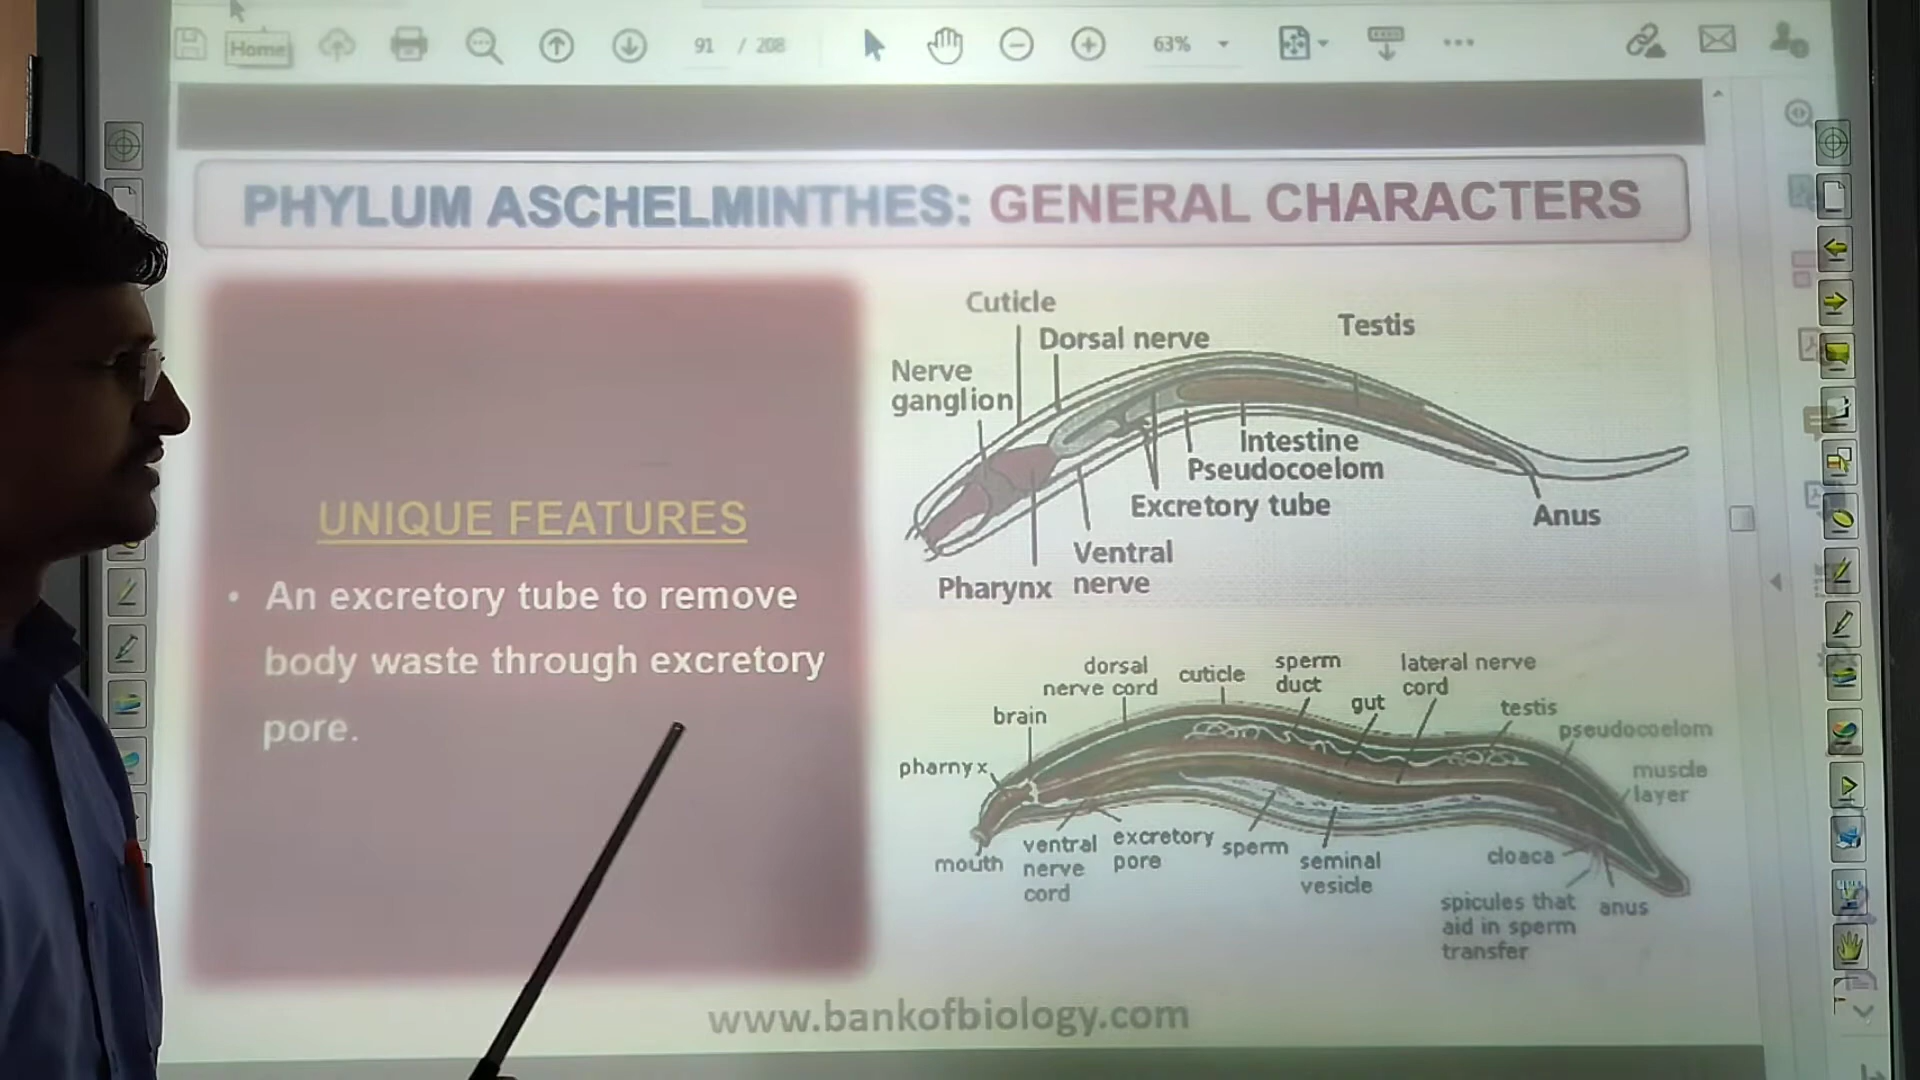 Home
91 / 208
63%
PHYLUM ASCHELMINTHES: GENERAL CHARACTERS
UNIQUE FEATURES
• An excretory tube to remove
body waste through excretory
pore.
Cuticle
Dorsal nerve
Testis
Nerve
ganglion
Intestine
Pseudocoelom
Excretory tube
Anus
Ventral
nerve
Pharynx
dorsal
nerve cord
cuticle
sperm
duct
lateral nerve
cord
gut
brain
testis
pseudocoelom
pharnyx
muscle
layer
mouth
ventral
nerve
cord
excretory
pore
sperm
seminal
vesicle
cloaca
spicules that
aid in sperm
transfer
anus
www.bankofbiology.com